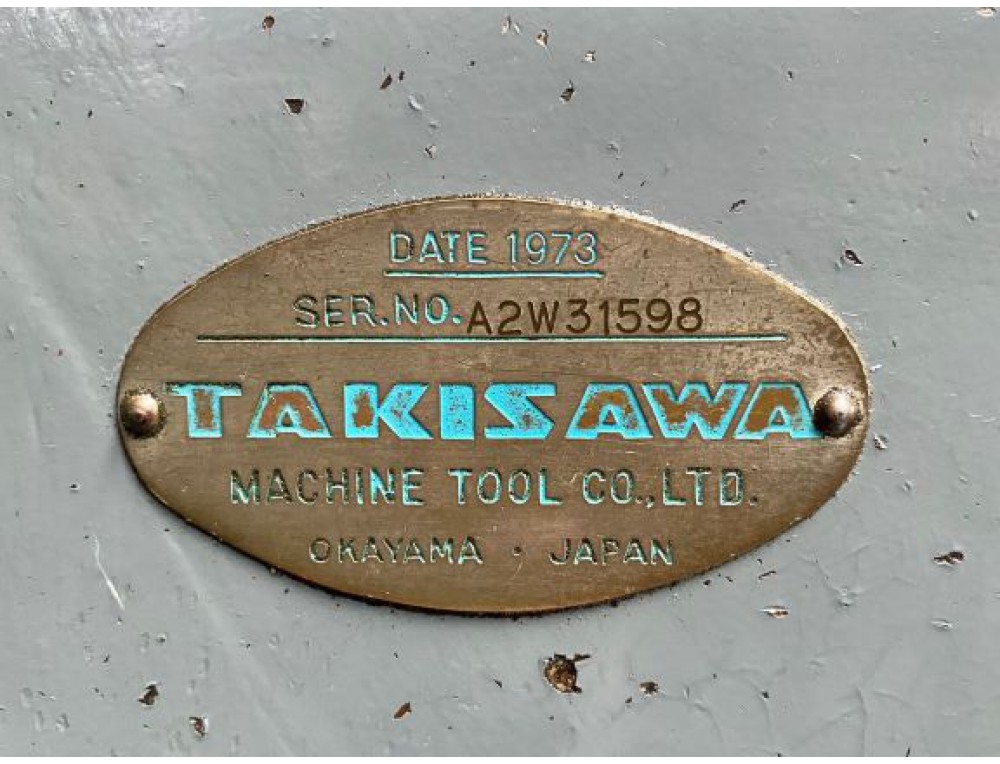 DATE 1973
SER.NO. A2W31598
TAKISAWA
MACHINE TOOL CO.,LTD.
OKAYAMA · JAPAN